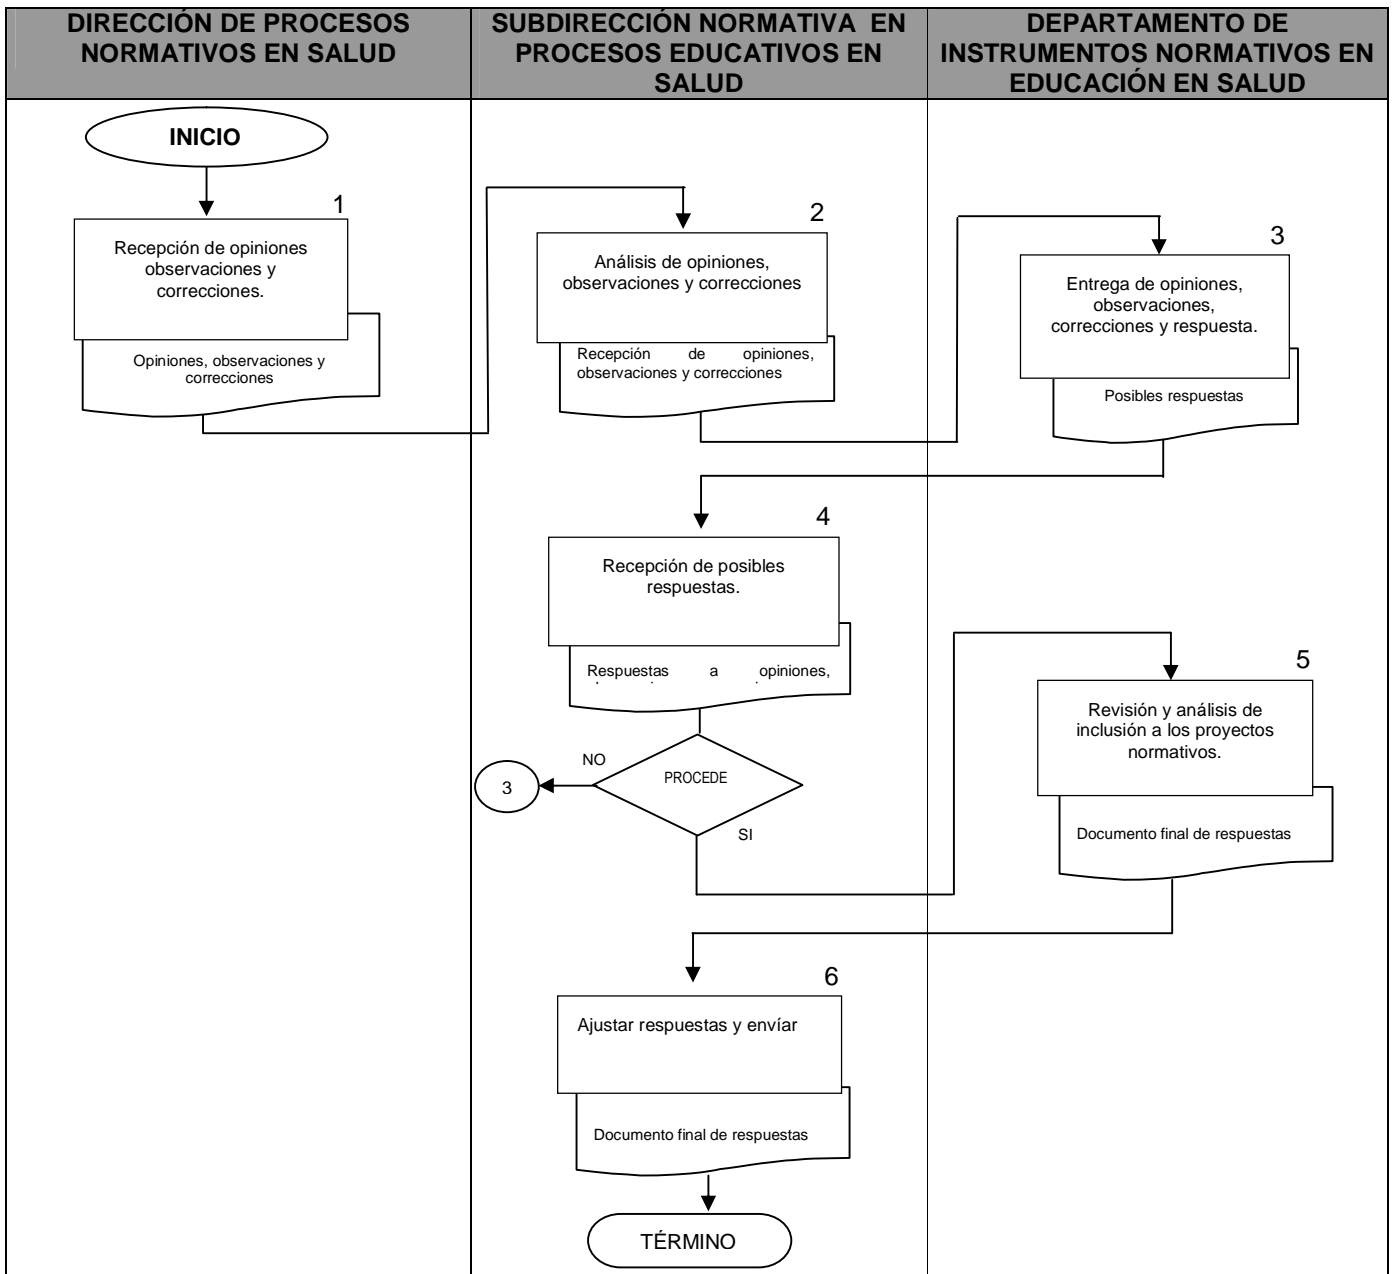 DIRECCIÓN DE PROCESOS
NORMATIVOS EN SALUD
SUBDIRECCIÓN NORMATIVA EN
PROCESOS EDUCATIVOS EN
SALUD
DEPARTAMENTO DE
INSTRUMENTOS NORMATIVOS EN
EDUCACIÓN EN SALUD
INICIO
1
Recepción de opiniones
observaciones y
correcciones.
Opiniones, observaciones y
correcciones
2
Análisis de opiniones,
observaciones y correcciones
Recepción de opiniones,
observaciones y correcciones
3
Entrega de opiniones,
observaciones,
correcciones y respuesta.
Posibles respuestas
4
Recepción de posibles
respuestas.
Respuestas a opiniones,
PROCEDE
NO
3
SI
5
Revisión y análisis de
inclusión a los proyectos
normativos.
Documento final de respuestas
6
Ajustar respuestas y envíar
Documento final de respuestas
TÉRMINO